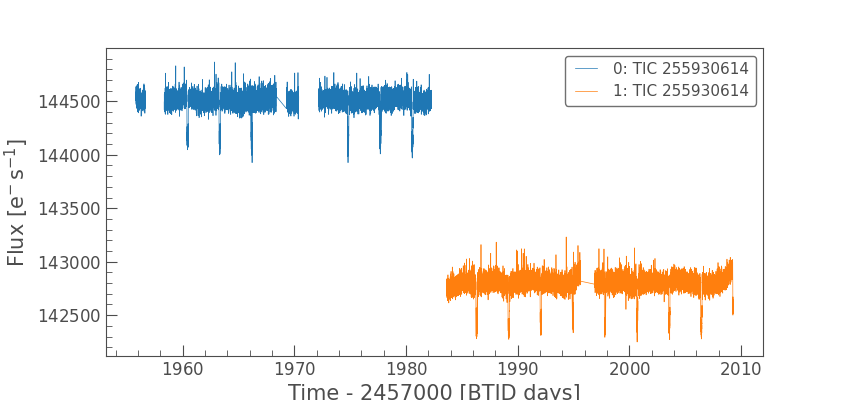 0: TIC 255930614
1: TIC 255930614
144500
144000
143500
143000
142500
Flux [e⁻ s⁻¹]
1960 1970 1980 1990 2000 2010
Time - 2457000 [BTJD days]